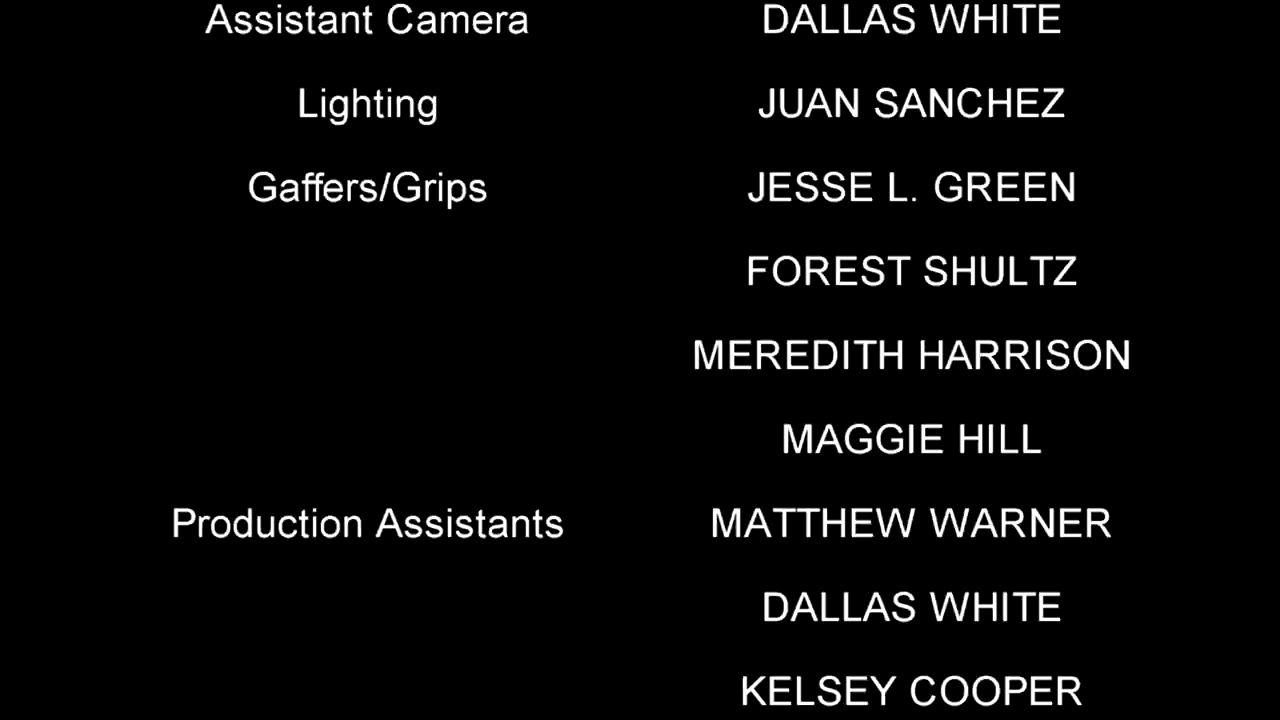 Assistant Camera DALLAS WHITE
Lighting JUAN SANCHEZ
Gaffers/Grips JESSE L. GREEN
FOREST SHULTZ
MEREDITH HARRISON
MAGGIE HILL
Production Assistants MATTHEW WARNER
DALLAS WHITE
KELSEY COOPER